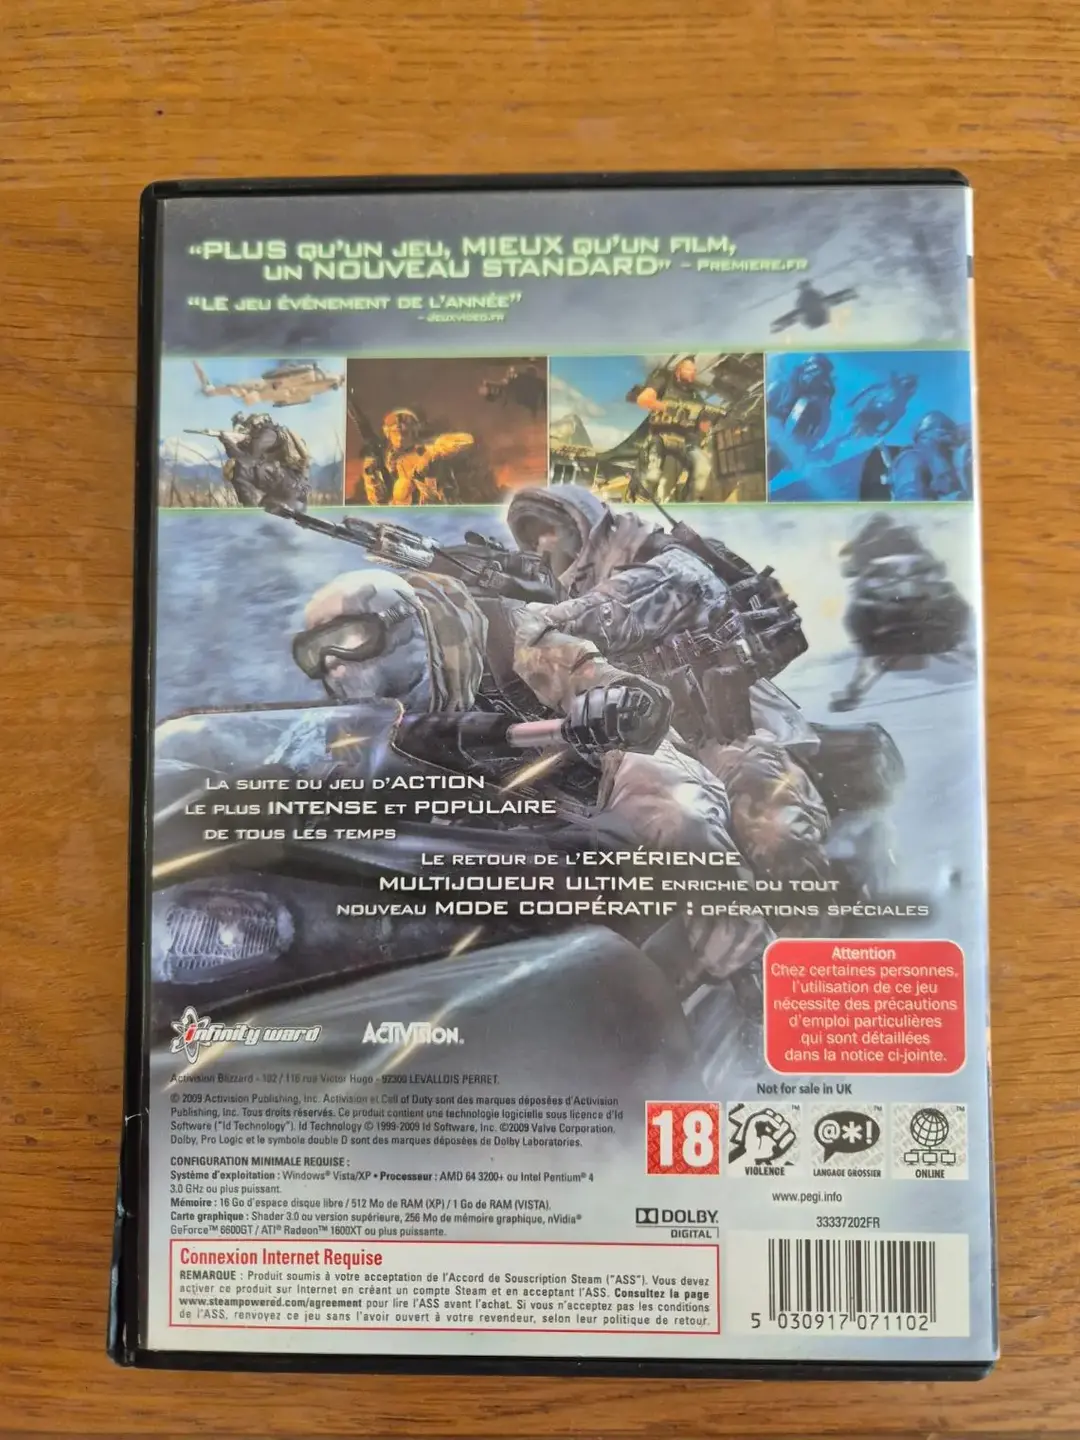 “PLUS QU'UN JEU, MIEUX QU'UN FILM,
UN NOUVEAU STANDARD” – PREMIERE.FR
“LE JEU ÉVÉNEMENT DE L'ANNÉE”
– JEUXVIDEO.FR
LA SUITE DU JEU D'ACTION
LE PLUS INTENSE ET POPULAIRE
DE TOUS LES TEMPS
LE RETOUR DE L'EXPÉRIENCE
MULTIJOUEUR ULTIME ENRICHIE DU TOUT
NOUVEAU MODE COOPÉRATIF : OPÉRATIONS SPÉCIALES
Attention
Chez certaines personnes,
l'utilisation de ce jeu
nécessite des précautions
d'emploi particulières
qui sont détaillées
dans la notice ci-jointe.
infinity ward
ACTIVISION.
Activision Blizzard - 102 / 116 rue Victor Hugo - 92300 LEVALLOIS PERRET.
© 2009 Activision Publishing, Inc. Activision et Call of Duty sont des marques déposées d'Activision
Publishing, Inc. Tous droits réservés. Ce produit contient une technologie logicielle sous licence d'Id
Software ("Id Technology"). Id Technology © 1999-2009 Id Software, Inc. ©2009 Valve Corporation.
Dolby, Pro Logic et le symbole double D sont des marques déposées de Dolby Laboratories.
CONFIGURATION MINIMALE REQUISE :
Système d'exploitation : Windows® Vista/XP • Processeur : AMD 64 3200+ ou Intel Pentium® 4
3.0 GHz ou plus puissant.
Mémoire : 16 Go d'espace disque libre / 512 Mo de RAM (XP) / 1 Go de RAM (VISTA).
Carte graphique : Shader 3.0 ou version supérieure, 256 Mo de mémoire graphique, nVidia®
GeForce™ 6600GT / ATI® Radeon™ 1600XT ou plus puissante.
Connexion Internet Requise
REMARQUE : Produit soumis à votre acceptation de l'Accord de Souscription Steam ("ASS"). Vous devez
activer ce produit sur Internet en créant un compte Steam et en acceptant l'ASS. Consultez la page
www.steampowered.com/agreement pour lire l'ASS avant l'achat. Si vous n'acceptez pas les conditions
de l'ASS, renvoyez ce jeu sans l'avoir ouvert à votre revendeur, selon leur politique de retour.
Not for sale in UK
18
VIOLENCE
@*!
LANGAGE GROSSIER
ONLINE
www.pegi.info
DOLBY.
DIGITAL
33337202FR
5 030917 071102